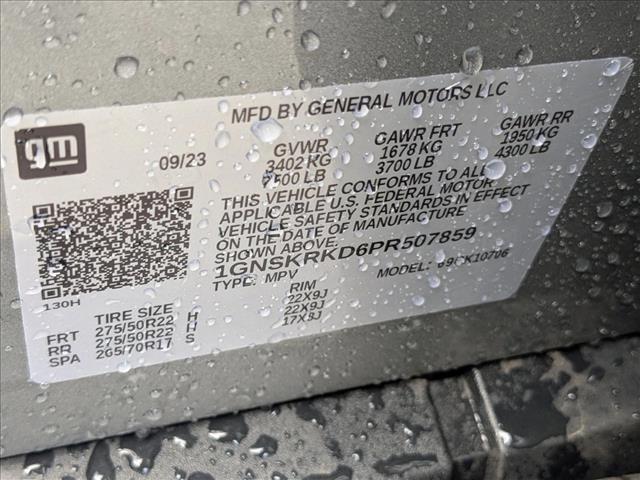 MFD BY GENERAL MOTORS LLC
gm
09/23
GVWR GAWR FRT GAWR RR
3402 KG 1678 KG 1950 KG
7500 LB 3700 LB 4300 LB
THIS VEHICLE CONFORMS TO ALL
APPLICABLE U.S. FEDERAL MOTOR
VEHICLE SAFETY STANDARDS IN EFFECT
ON THE DATE OF MANUFACTURE
SHOWN ABOVE.
1GNSKRKD6PR507859
TYPE: MPV MODEL:
130H
TIRE SIZE RIM
FRT 275/50R22 H 22X9J
RR 275/50R22 H 22X9J
SPA 265/70R17 S 17X8J